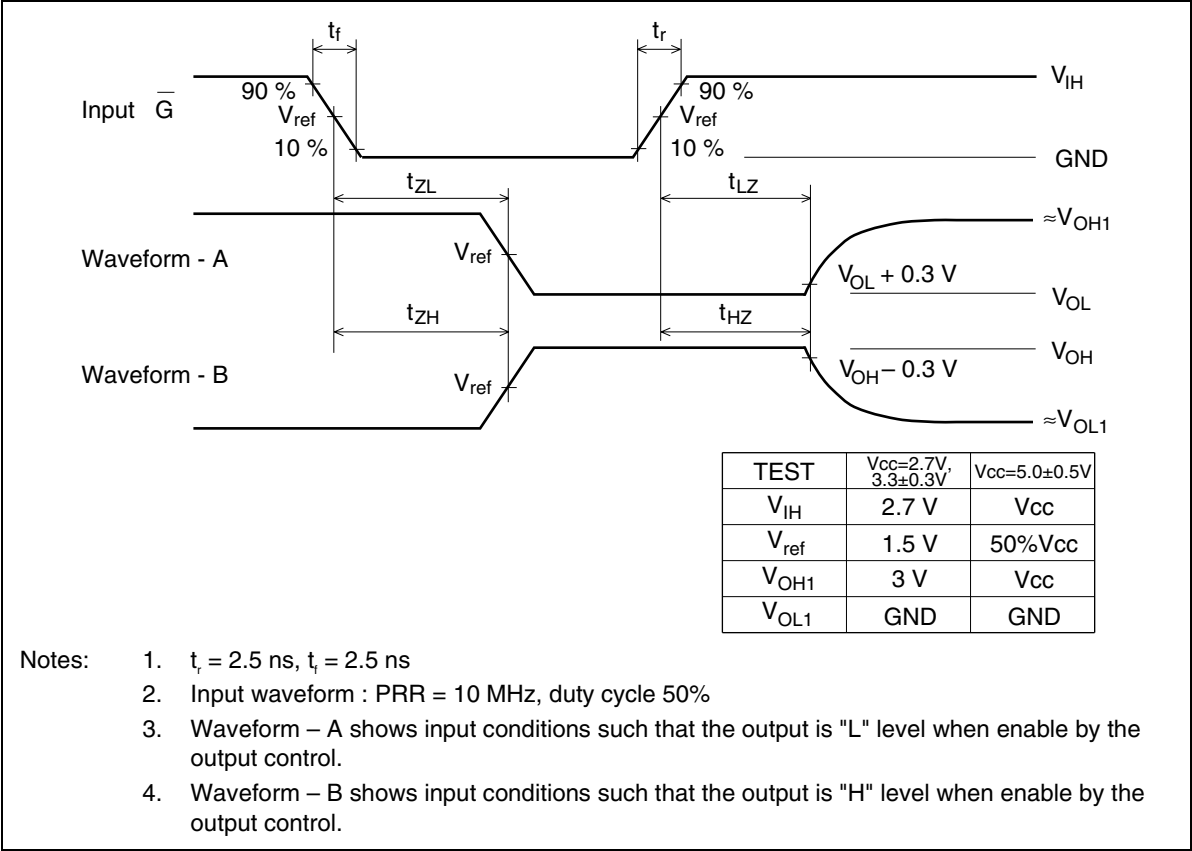 tf tr
90 % 90 % VIH
Input G
Vref Vref
10 % 10 % GND
tZL tLZ
≈VOH1
Waveform - A Vref
VOL + 0.3 V
VOL
tZH tHZ
VOH
Waveform - B Vref VOH – 0.3 V
≈VOL1
TEST Vcc=2.7V, 3.3±0.3V Vcc=5.0±0.5V
VIH 2.7 V Vcc
Vref 1.5 V 50%Vcc
VOH1 3 V Vcc
VOL1 GND GND
Notes: 1. tr = 2.5 ns, tf = 2.5 ns
2. Input waveform : PRR = 10 MHz, duty cycle 50%
3. Waveform – A shows input conditions such that the output is "L" level when enable by the
output control.
4. Waveform – B shows input conditions such that the output is "H" level when enable by the
output control.